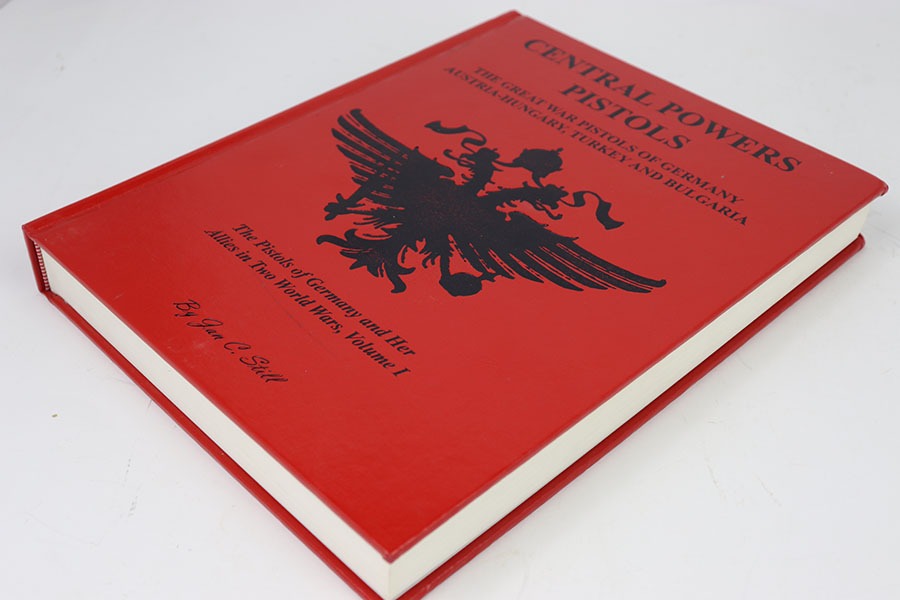 CENTRAL POWERS
PISTOLS
THE GREAT WAR PISTOLS OF GERMANY
AUSTRIA-HUNGARY, TURKEY AND BULGARIA
The Pistols of Germany and Her
Allies in Two World Wars, Volume I
By Jan C. Still